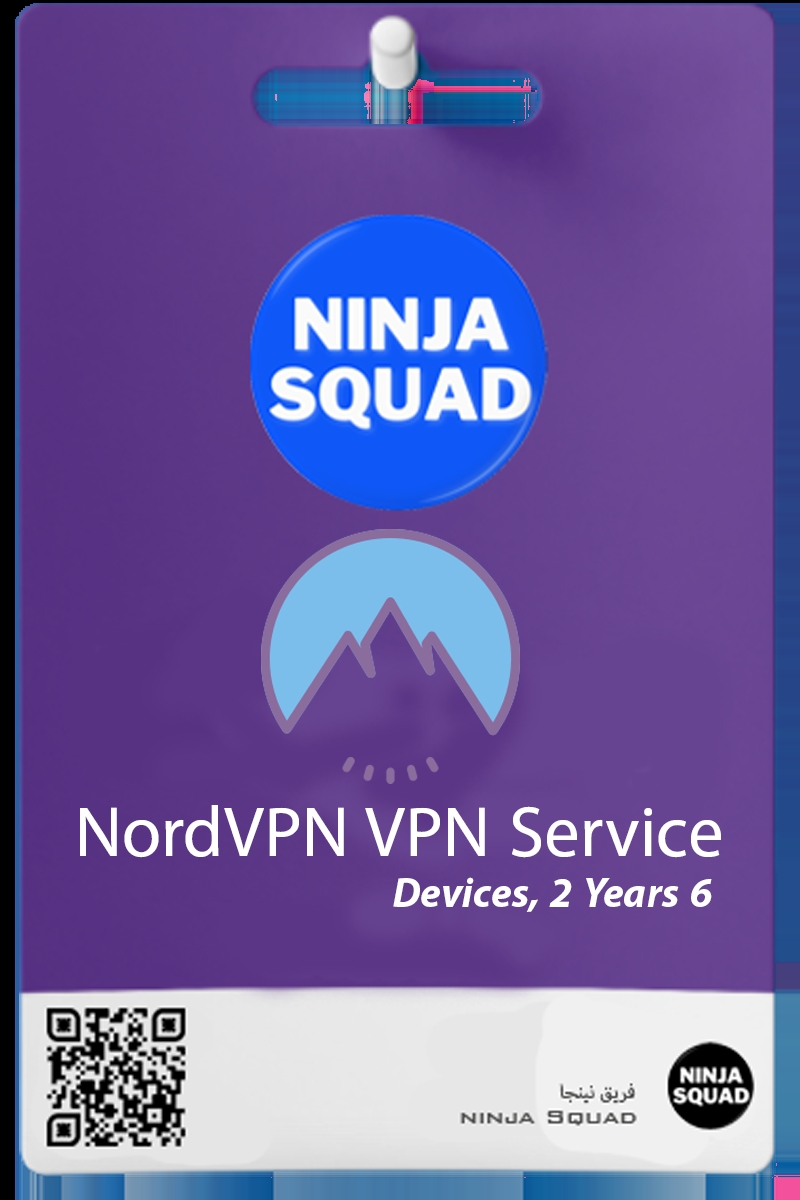 NINJA
SQUAD
NordVPN VPN Service
Devices, 2 Years 6
فريق نينجا
NINJA SQUAD
NINJA
SQUAD